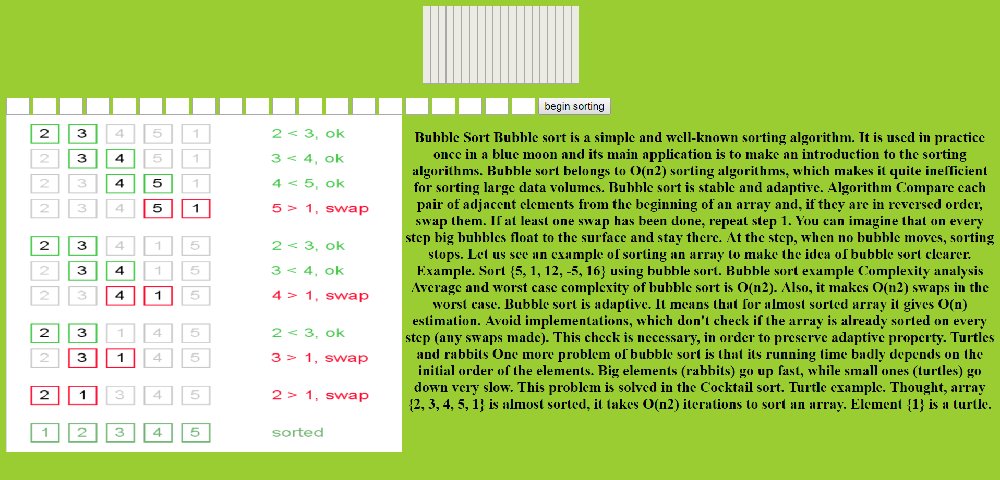 begin sorting
2 3 4 5 1 2 < 3, ok
2 3 4 5 1 3 < 4, ok
2 3 4 5 1 4 < 5, ok
2 3 4 5 1 5 > 1, swap
2 3 4 1 5 2 < 3, ok
2 3 4 1 5 3 < 4, ok
2 3 4 1 5 4 > 1, swap
2 3 1 4 5 2 < 3, ok
2 3 1 4 5 3 > 1, swap
2 1 3 4 5 2 > 1, swap
1 2 3 4 5 sorted
Bubble Sort Bubble sort is a simple and well-known sorting algorithm. It is used in practice
once in a blue moon and its main application is to make an introduction to the sorting
algorithms. Bubble sort belongs to O(n2) sorting algorithms, which makes it quite inefficient
for sorting large data volumes. Bubble sort is stable and adaptive. Algorithm Compare each
pair of adjacent elements from the beginning of an array and, if they are in reversed order,
swap them. If at least one swap has been done, repeat step 1. You can imagine that on every
step big bubbles float to the surface and stay there. At the step, when no bubble moves, sorting
stops. Let us see an example of sorting an array to make the idea of bubble sort clearer.
Example. Sort {5, 1, 12, -5, 16} using bubble sort. Bubble sort example Complexity analysis
Average and worst case complexity of bubble sort is O(n2). Also, it makes O(n2) swaps in the
worst case. Bubble sort is adaptive. It means that for almost sorted array it gives O(n)
estimation. Avoid implementations, which don't check if the array is already sorted on every
step (any swaps made). This check is necessary, in order to preserve adaptive property. Turtles
and rabbits One more problem of bubble sort is that its running time badly depends on the
initial order of the elements. Big elements (rabbits) go up fast, while small ones (turtles) go
down very slow. This problem is solved in the Cocktail sort. Turtle example. Thought, array
{2, 3, 4, 5, 1} is almost sorted, it takes O(n2) iterations to sort an array. Element {1} is a turtle.